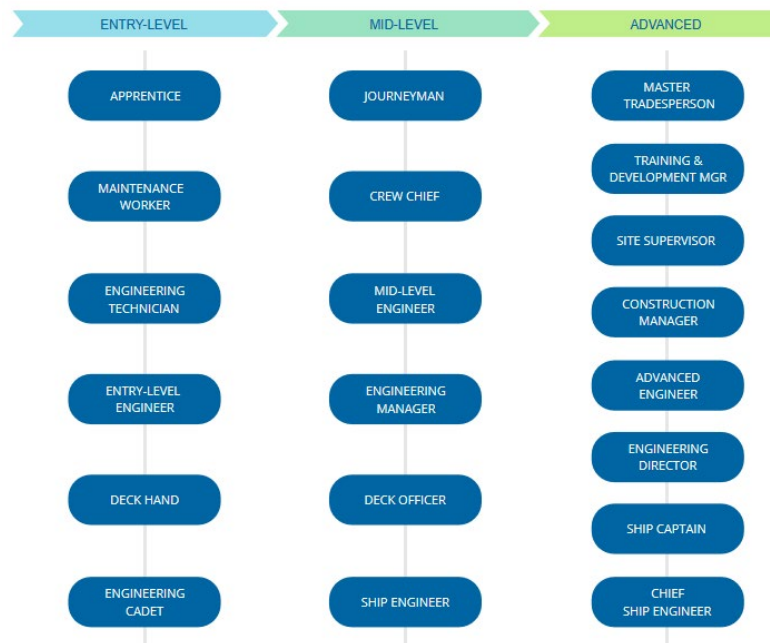 ENTRY-LEVEL
MID-LEVEL
ADVANCED
APPRENTICE
MAINTENANCE
WORKER
ENGINEERING
TECHNICIAN
ENTRY-LEVEL
ENGINEER
DECK HAND
ENGINEERING
CADET
JOURNEYMAN
CREW CHIEF
MID-LEVEL
ENGINEER
ENGINEERING
MANAGER
DECK OFFICER
SHIP ENGINEER
MASTER
TRADESPERSON
TRAINING &
DEVELOPMENT MGR
SITE SUPERVISOR
CONSTRUCTION
MANAGER
ADVANCED
ENGINEER
ENGINEERING
DIRECTOR
SHIP CAPTAIN
CHIEF
SHIP ENGINEER